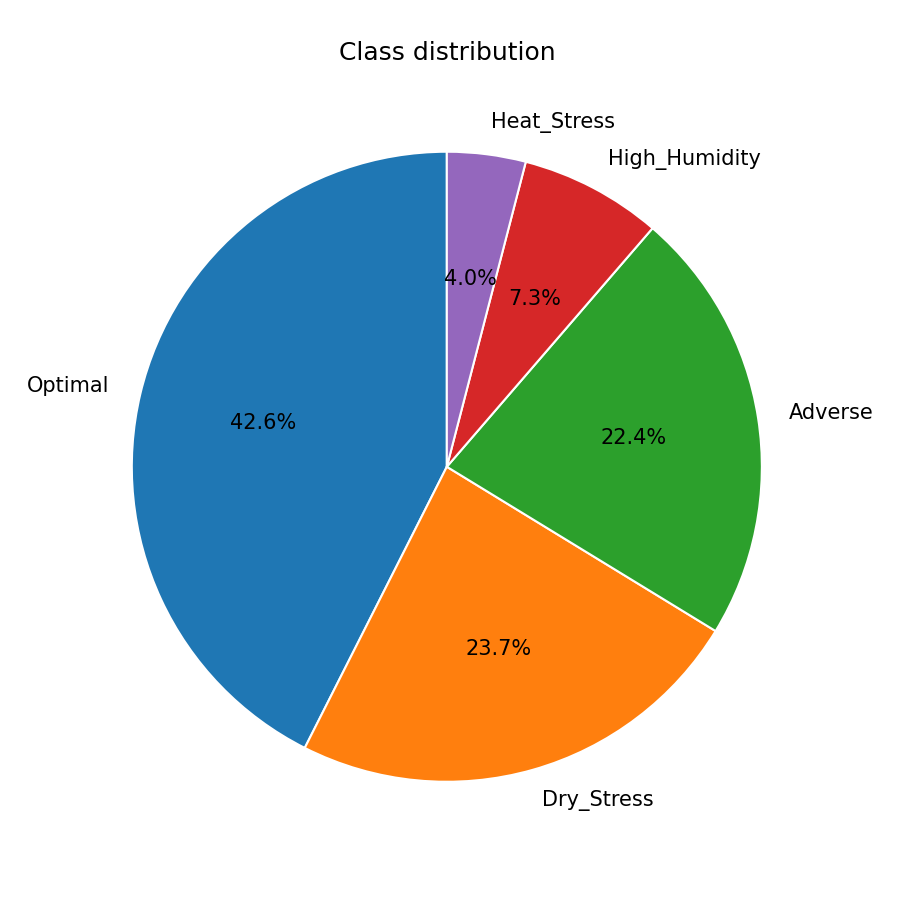 Class distribution
Heat_Stress
High_Humidity
4.0%
7.3%
Optimal
Adverse
42.6%
22.4%
23.7%
Dry_Stress